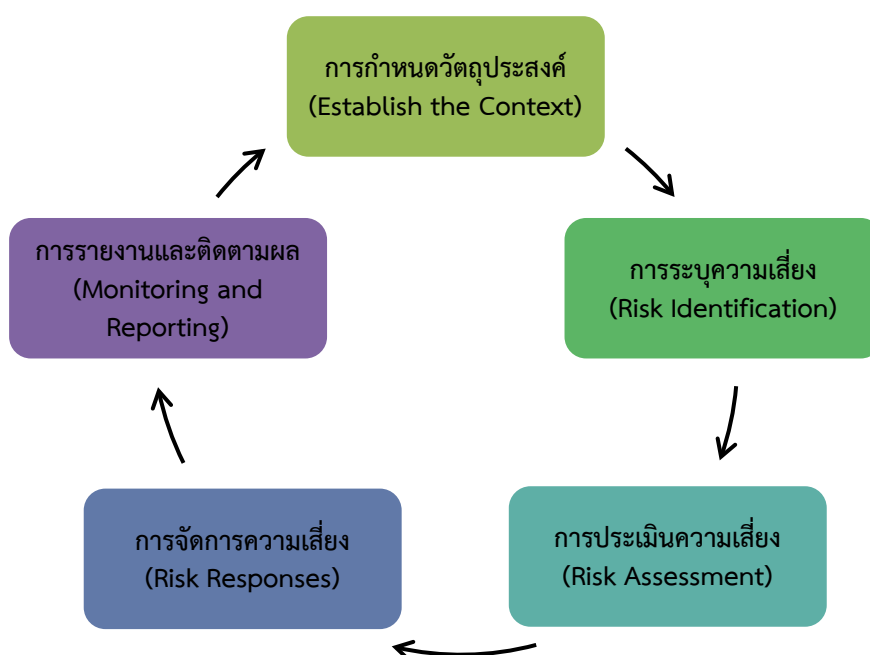 การกำหนดวัตถุประสงค์
(Establish the Context)
การระบุความเสี่ยง
(Risk Identification)
การประเมินความเสี่ยง
(Risk Assessment)
การจัดการความเสี่ยง
(Risk Responses)
การรายงานและติดตามผล
(Monitoring and
Reporting)